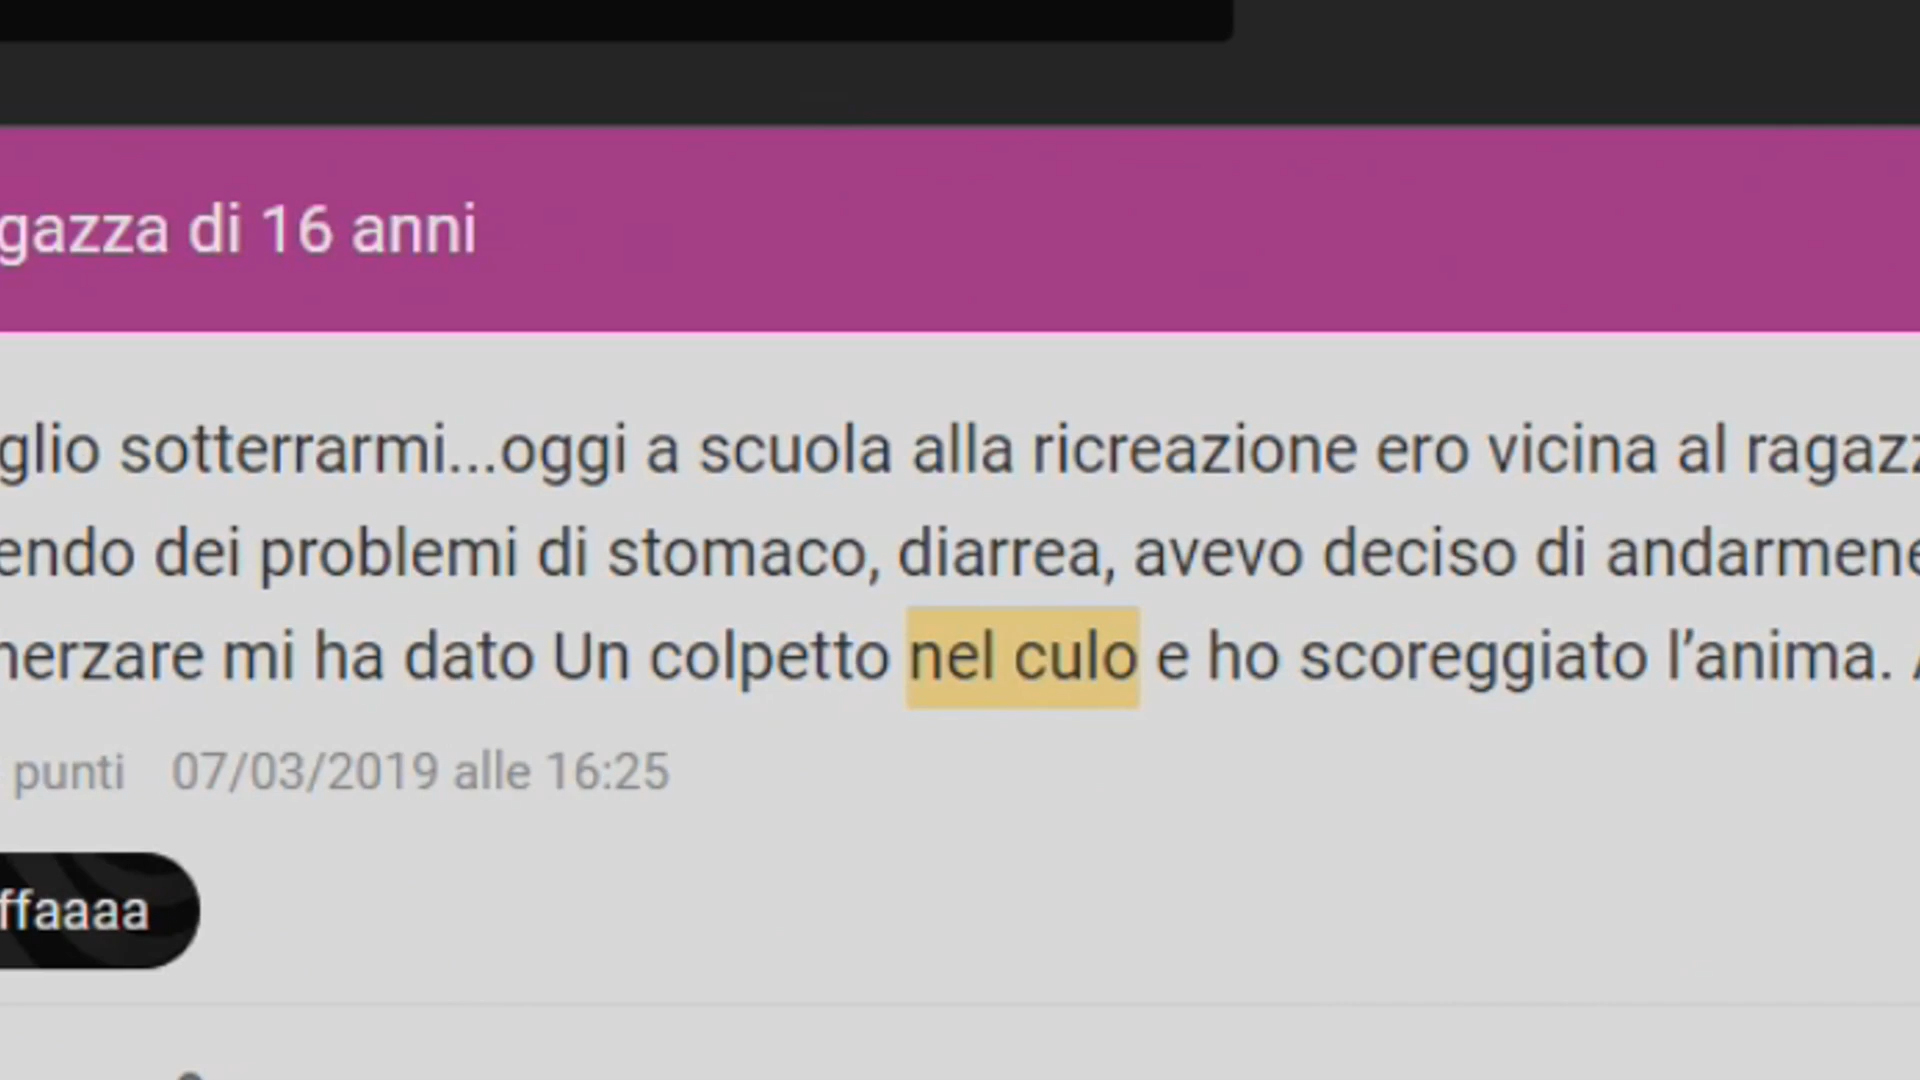 gazza di 16 anni
glio sotterrarmi...oggi a scuola alla ricreazione ero vicina al ragazz
endo dei problemi di stomaco, diarrea, avevo deciso di andarmene
herzare mi ha dato Un colpetto nel culo e ho scoreggiato l’anima.
punti 07/03/2019 alle 16:25
ffaaaa